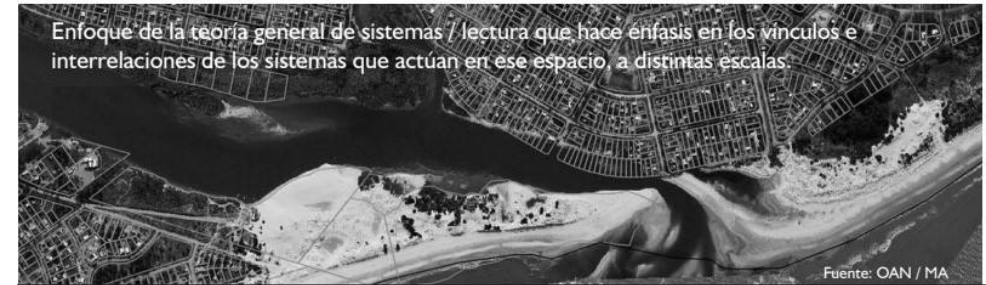 Enfoque de la teoría general de sistemas / lectura que hace énfasis en los vínculos e
interrelaciones de los sistemas que actúan en ese espacio, a distintas escalas.
Fuente: OAN / MA